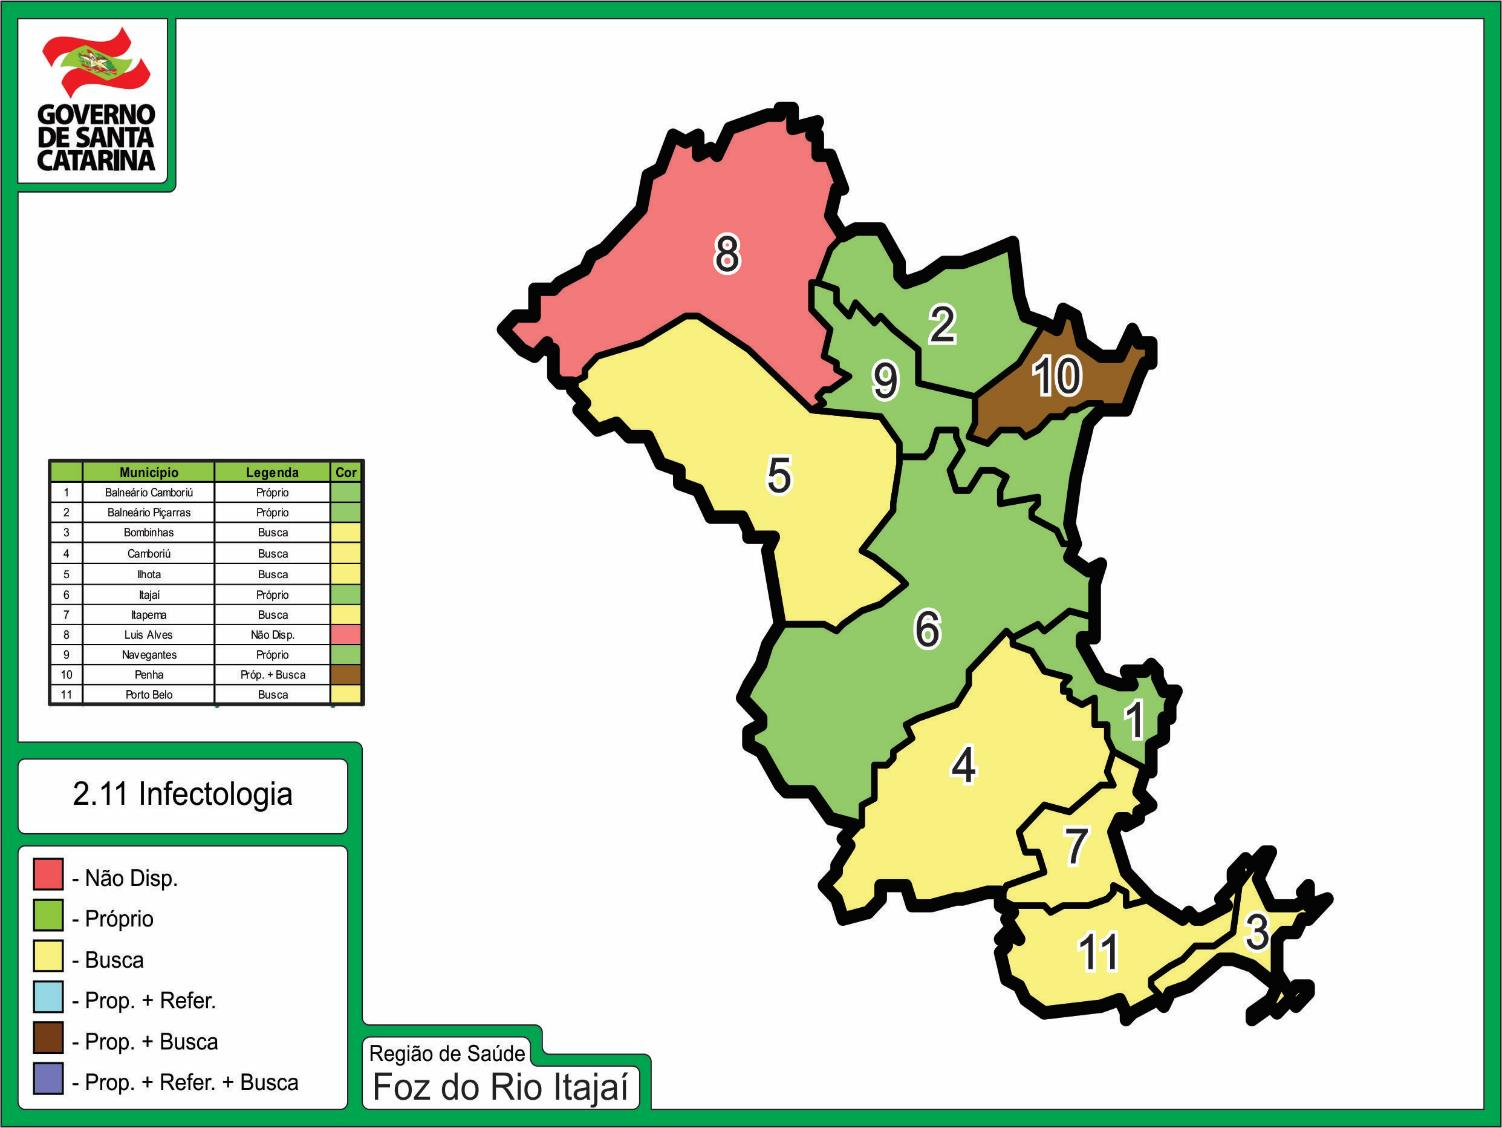 GOVERNO
DE SANTA
CATARINA
8
2
10
9
5
6
1
4
7
3
11
Município Legenda Cor
1 Balneário Camboriú Próprio
2 Balneário Piçarras Próprio
3 Bombinhas Busca
4 Camboriú Busca
5 Ilhota Busca
6 Itajaí Próprio
7 Itapema Busca
8 Luis Alves Não Disp.
9 Navegantes Próprio
10 Penha Próp. + Busca
11 Porto Belo Busca
2.11 Infectologia
- Não Disp.
- Próprio
- Busca
- Prop. + Refer.
- Prop. + Busca
- Prop. + Refer. + Busca
Região de Saúde
Foz do Rio Itajaí